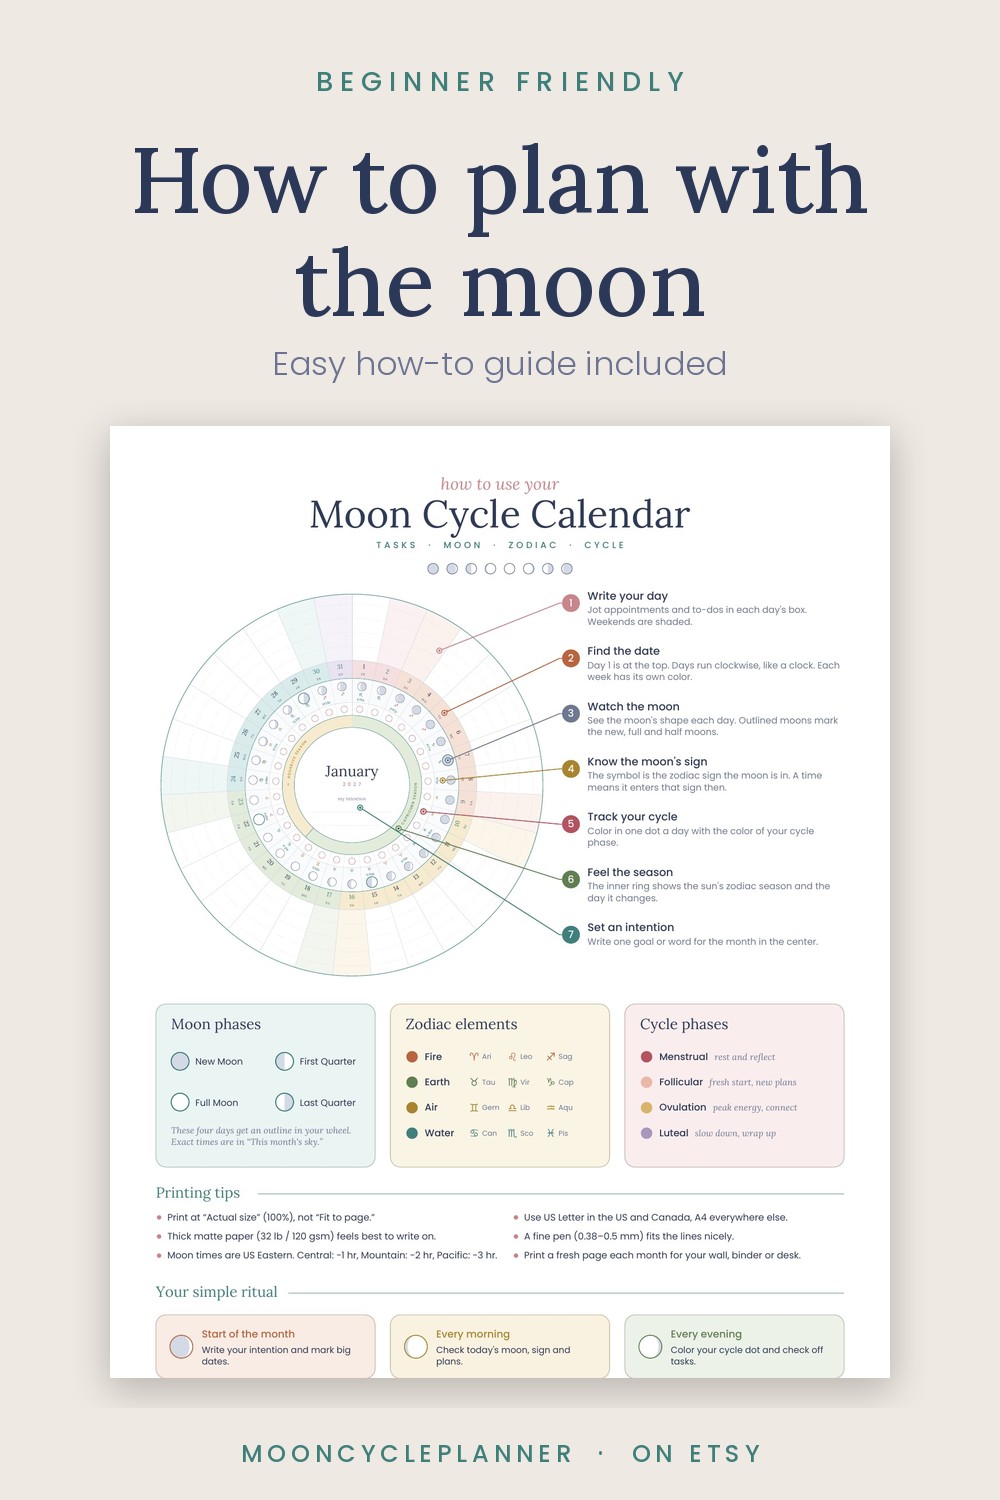 BEGINNER FRIENDLY
How to plan with
the moon
Easy how-to guide included
how to use your
Moon Cycle Calendar
TASKS · MOON · ZODIAC · CYCLE
January
2027
my intention
1
Write your day
Jot appointments and to-dos in each day's box.
Weekends are shaded.
2
Find the date
Day 1 is at the top. Days run clockwise, like a clock. Each
week has its own color.
3
Watch the moon
See the moon's shape each day. Outlined moons mark
the new, full and half moons.
4
Know the moon's sign
The symbol is the zodiac sign the moon is in. A time
means it enters that sign then.
5
Track your cycle
Color in one dot a day with the color of your cycle
phase.
6
Feel the season
The inner ring shows the sun's zodiac season and the
day it changes.
7
Set an intention
Write one goal or word for the month in the center.
Moon phases
New Moon
First Quarter
Full Moon
Last Quarter
These four days get an outline in your wheel.
Exact times are in "This month's sky."
Zodiac elements
Fire ♈ Ari ♌ Leo ♐ Sag
Earth ♉ Tau ♍ Vir ♑ Cap
Air ♊ Gem ♎ Lib ♒ Aqu
Water ♋ Can ♏ Sco ♓ Pis
Cycle phases
Menstrual rest and reflect
Follicular fresh start, new plans
Ovulation peak energy, connect
Luteal slow down, wrap up
Printing tips
• Print at "Actual size" (100%), not "Fit to page."
• Thick matte paper (32 lb / 120 gsm) feels best to write on.
• Moon times are US Eastern. Central: -1 hr, Mountain: -2 hr, Pacific: -3 hr.
• Use US Letter in the US and Canada, A4 everywhere else.
• A fine pen (0.38–0.5 mm) fits the lines nicely.
• Print a fresh page each month for your wall, binder or desk.
Your simple ritual
Start of the month
Write your intention and mark big
dates.
Every morning
Check today's moon, sign and
plans.
Every evening
Color your cycle dot and check off
tasks.
MOONCYCLEPLANNER · ON ETSY